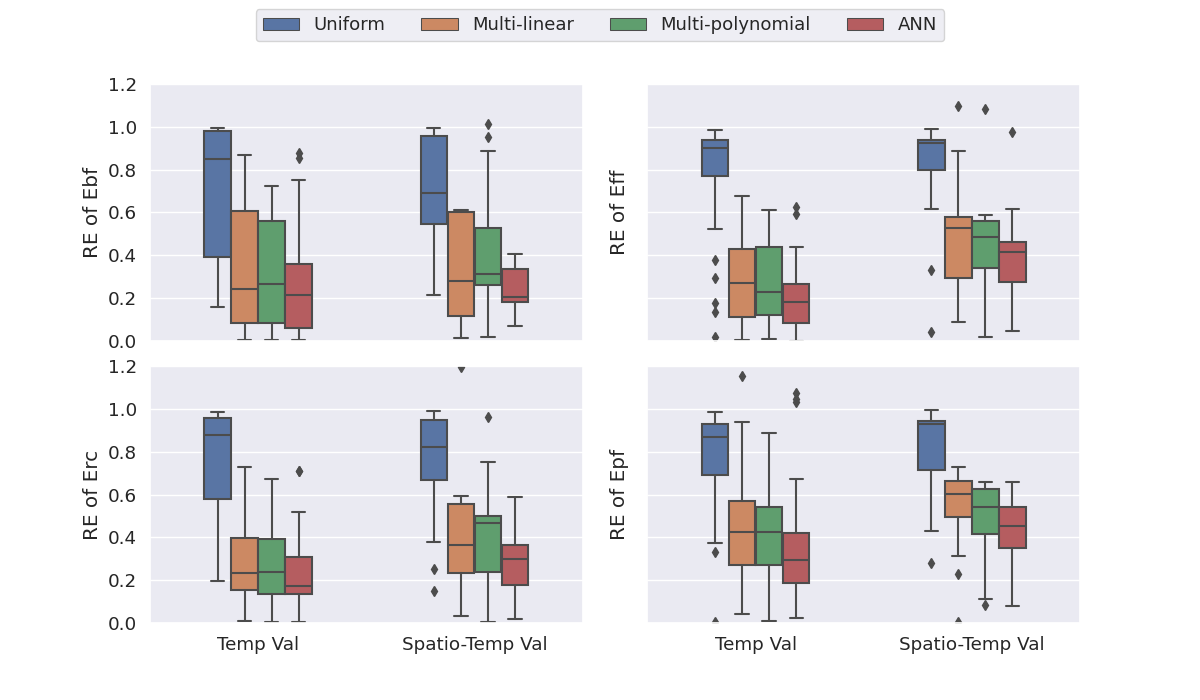 Uniform Multi-linear Multi-polynomial ANN
RE of Ebf
1.2
1.0
0.8
0.6
0.4
0.2
0.0
RE of Eff
RE of Erc
1.2
1.0
0.8
0.6
0.4
0.2
0.0
Temp Val Spatio-Temp Val
RE of Epf
Temp Val Spatio-Temp Val